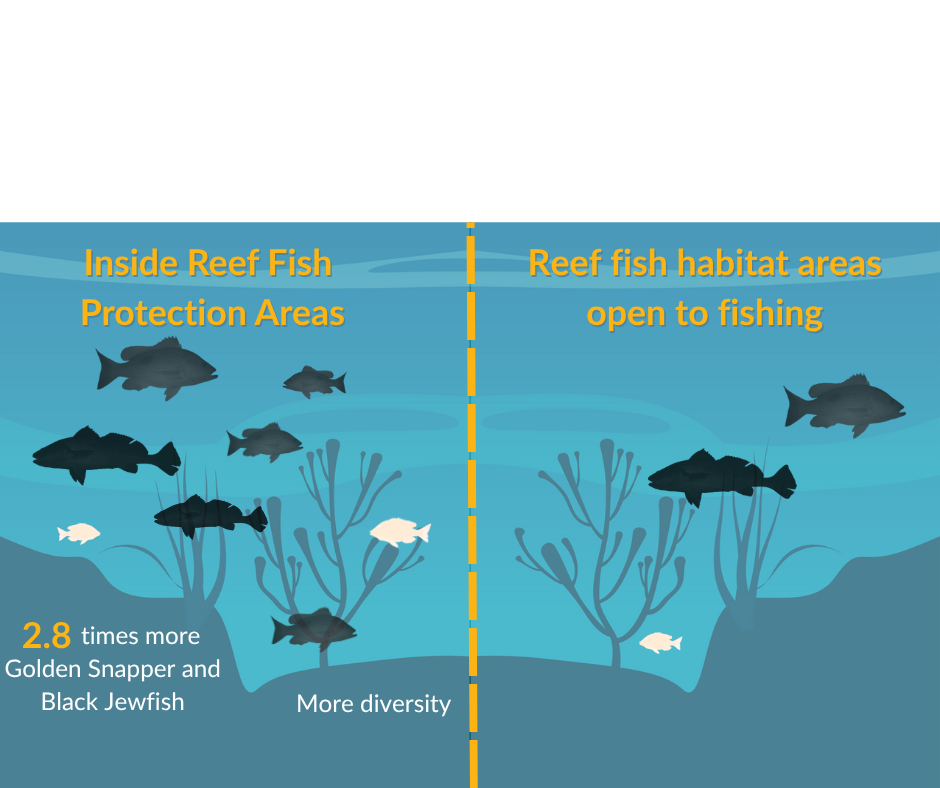 Inside Reef Fish
Protection Areas
Reef fish habitat areas
open to fishing
2.8 times more
Golden Snapper and
Black Jewfish
More diversity